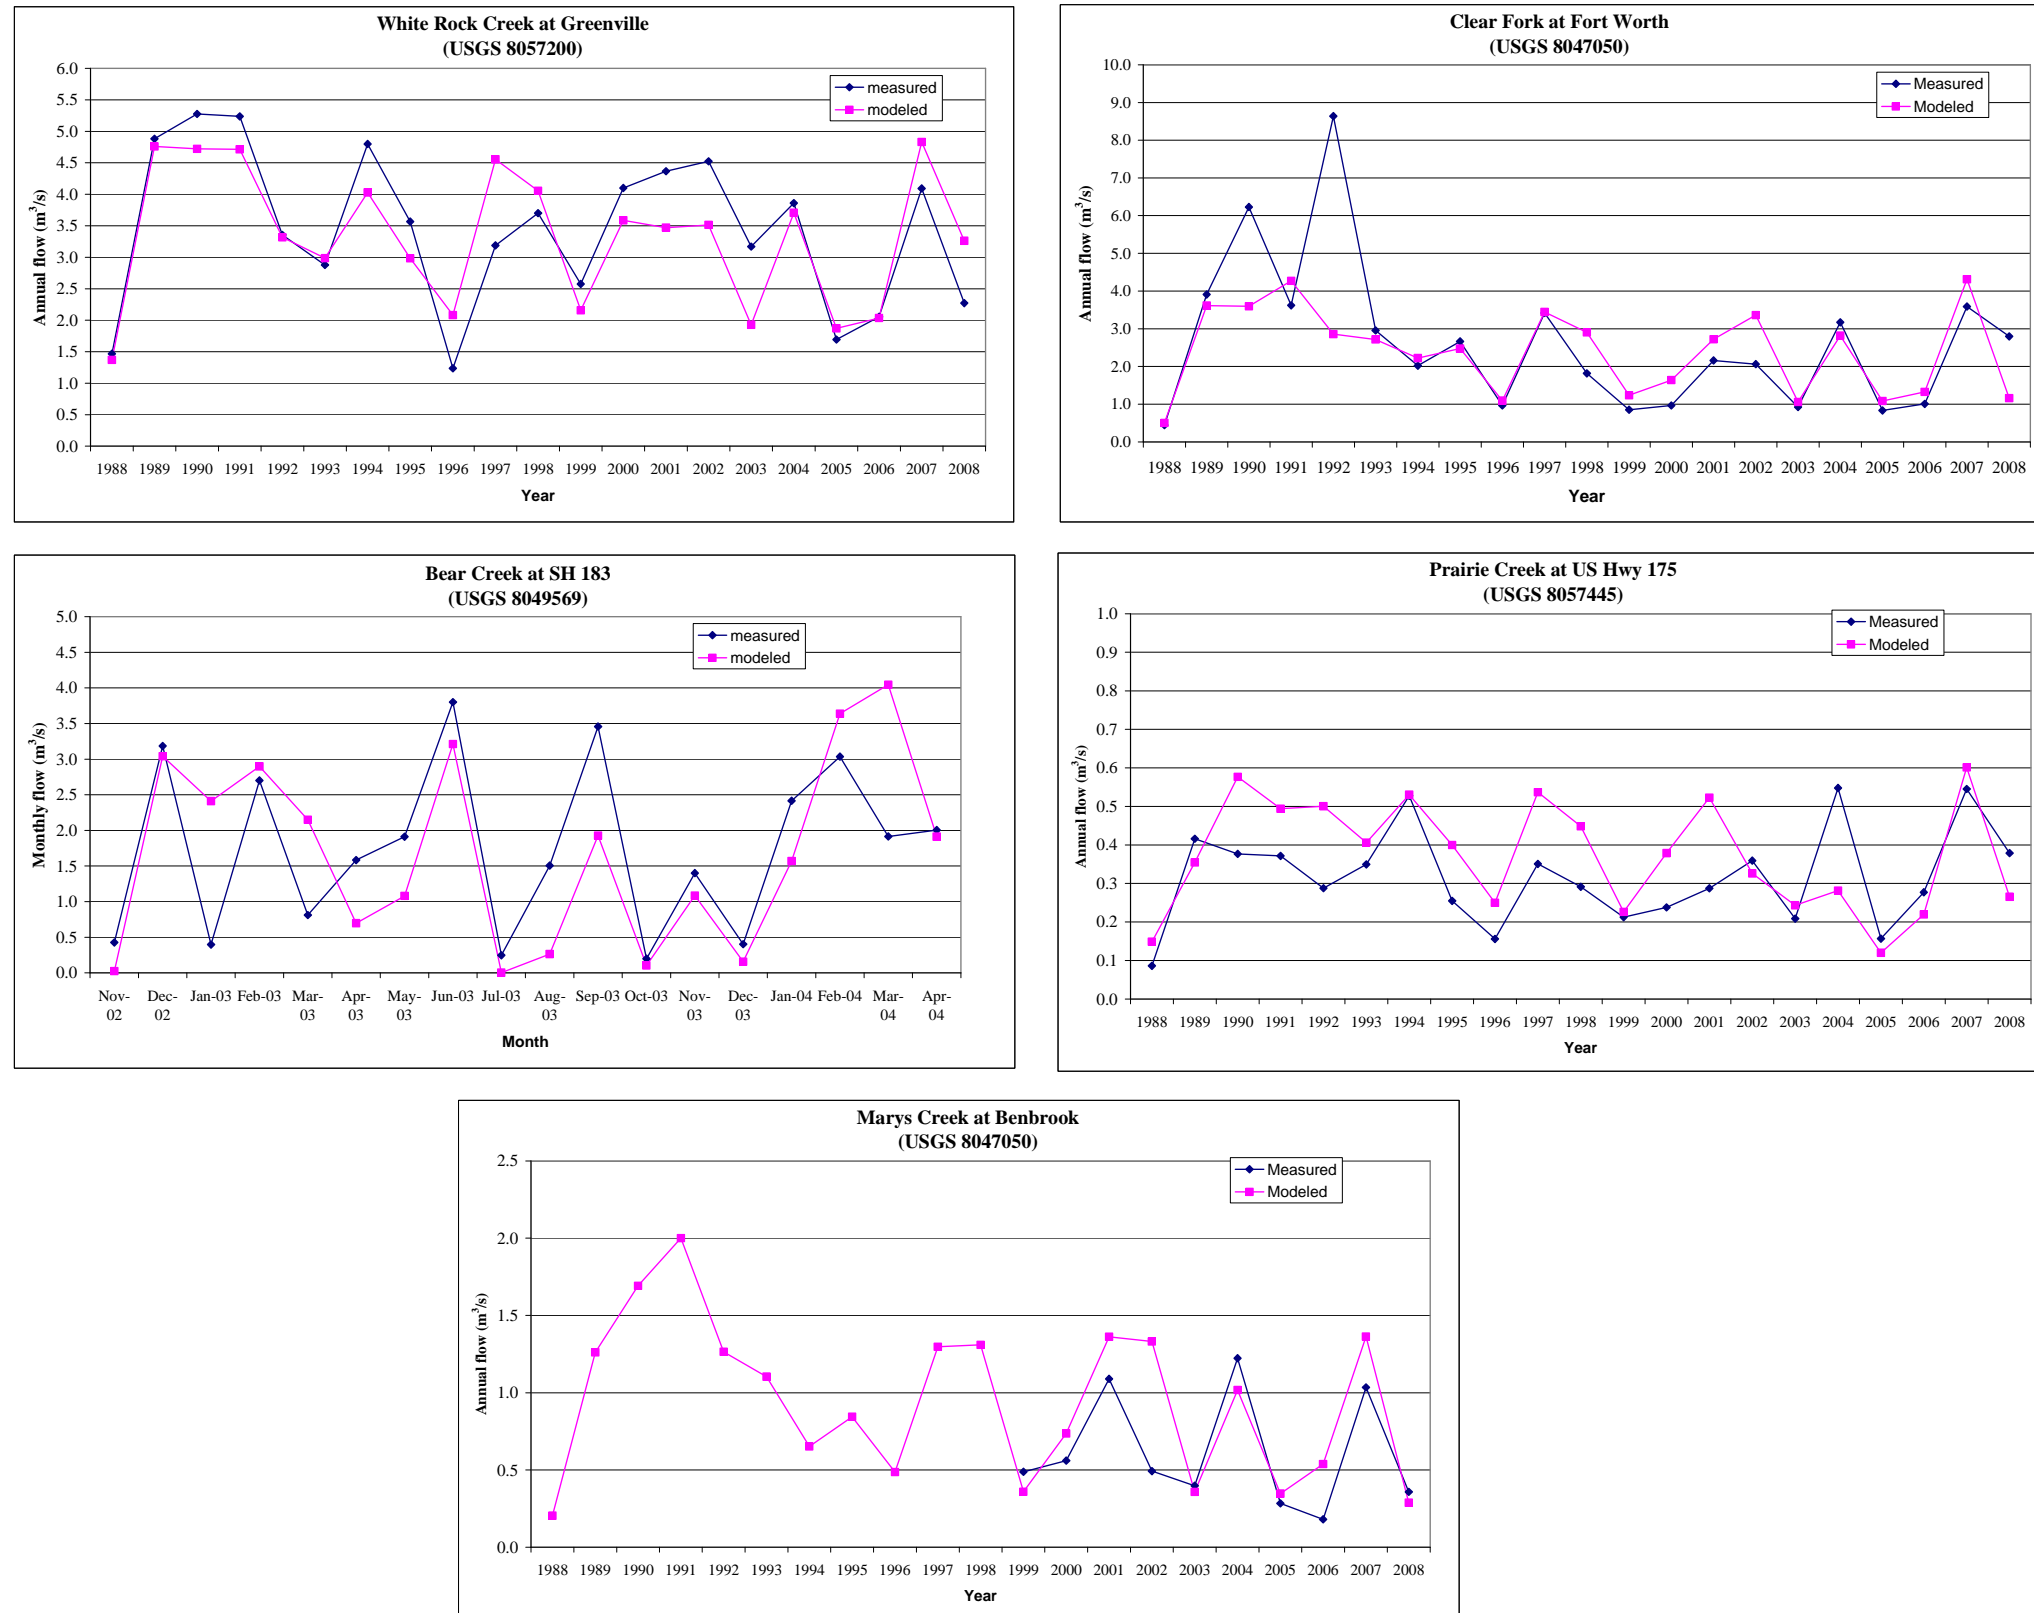 White Rock Creek at Greenville
(USGS 8057200)
measured
modeled
Annual flow (m³/s)
6.0
5.5
5.0
4.5
4.0
3.5
3.0
2.5
2.0
1.5
1.0
0.5
0.0
1988 1989 1990 1991 1992 1993 1994 1995 1996 1997 1998 1999 2000 2001 2002 2003 2004 2005 2006 2007 2008
Year
Clear Fork at Fort Worth
(USGS 8047050)
Measured
Modeled
Annual flow (m³/s)
10.0
9.0
8.0
7.0
6.0
5.0
4.0
3.0
2.0
1.0
0.0
1988 1989 1990 1991 1992 1993 1994 1995 1996 1997 1998 1999 2000 2001 2002 2003 2004 2005 2006 2007 2008
Year
Bear Creek at SH 183
(USGS 8049569)
measured
modeled
Monthly flow (m³/s)
5.0
4.5
4.0
3.5
3.0
2.5
2.0
1.5
1.0
0.5
0.0
Nov- Dec- Jan-03 Feb-03 Mar- Apr- May- Jun-03 Jul-03 Aug- Sep-03 Oct-03 Nov- Dec- Jan-04 Feb-04 Mar- Apr-
02 02 03 03 03 03 03 03 04 04
Month
Prairie Creek at US Hwy 175
(USGS 8057445)
Measured
Modeled
Annual flow (m³/s)
1.0
0.9
0.8
0.7
0.6
0.5
0.4
0.3
0.2
0.1
0.0
1988 1989 1990 1991 1992 1993 1994 1995 1996 1997 1998 1999 2000 2001 2002 2003 2004 2005 2006 2007 2008
Year
Marys Creek at Benbrook
(USGS 8047050)
Measured
Modeled
Annual flow (m³/s)
2.5
2.0
1.5
1.0
0.5
0.0
1988 1989 1990 1991 1992 1993 1994 1995 1996 1997 1998 1999 2000 2001 2002 2003 2004 2005 2006 2007 2008
Year